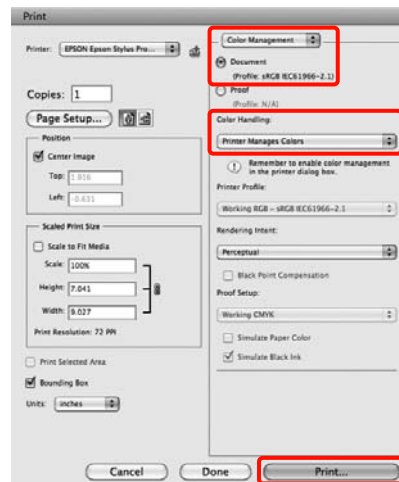 Print
Printer: EPSON Epson Stylus Pro...
Copies: 1
Page Setup...
Position
Center Image
Top: 1.816
Left: -0.631
Scaled Print Size
Scale to Fit Media
Scale: 100%
Height: 7.041
Width: 9.027
Print Resolution: 72 PPI
Print Selected Area
Bounding Box
Units: inches
Color Management
Document
(Profile: sRGB IEC61966-2.1)
Proof
(Profile: N/A)
Color Handling:
Printer Manages Colors
Remember to enable color management
in the printer dialog box.
Printer Profile:
Working RGB - sRGB IEC61966-2.1
Rendering Intent:
Perceptual
Black Point Compensation
Proof Setup:
Working CMYK
Simulate Paper Color
Simulate Black Ink
Cancel
Done
Print...